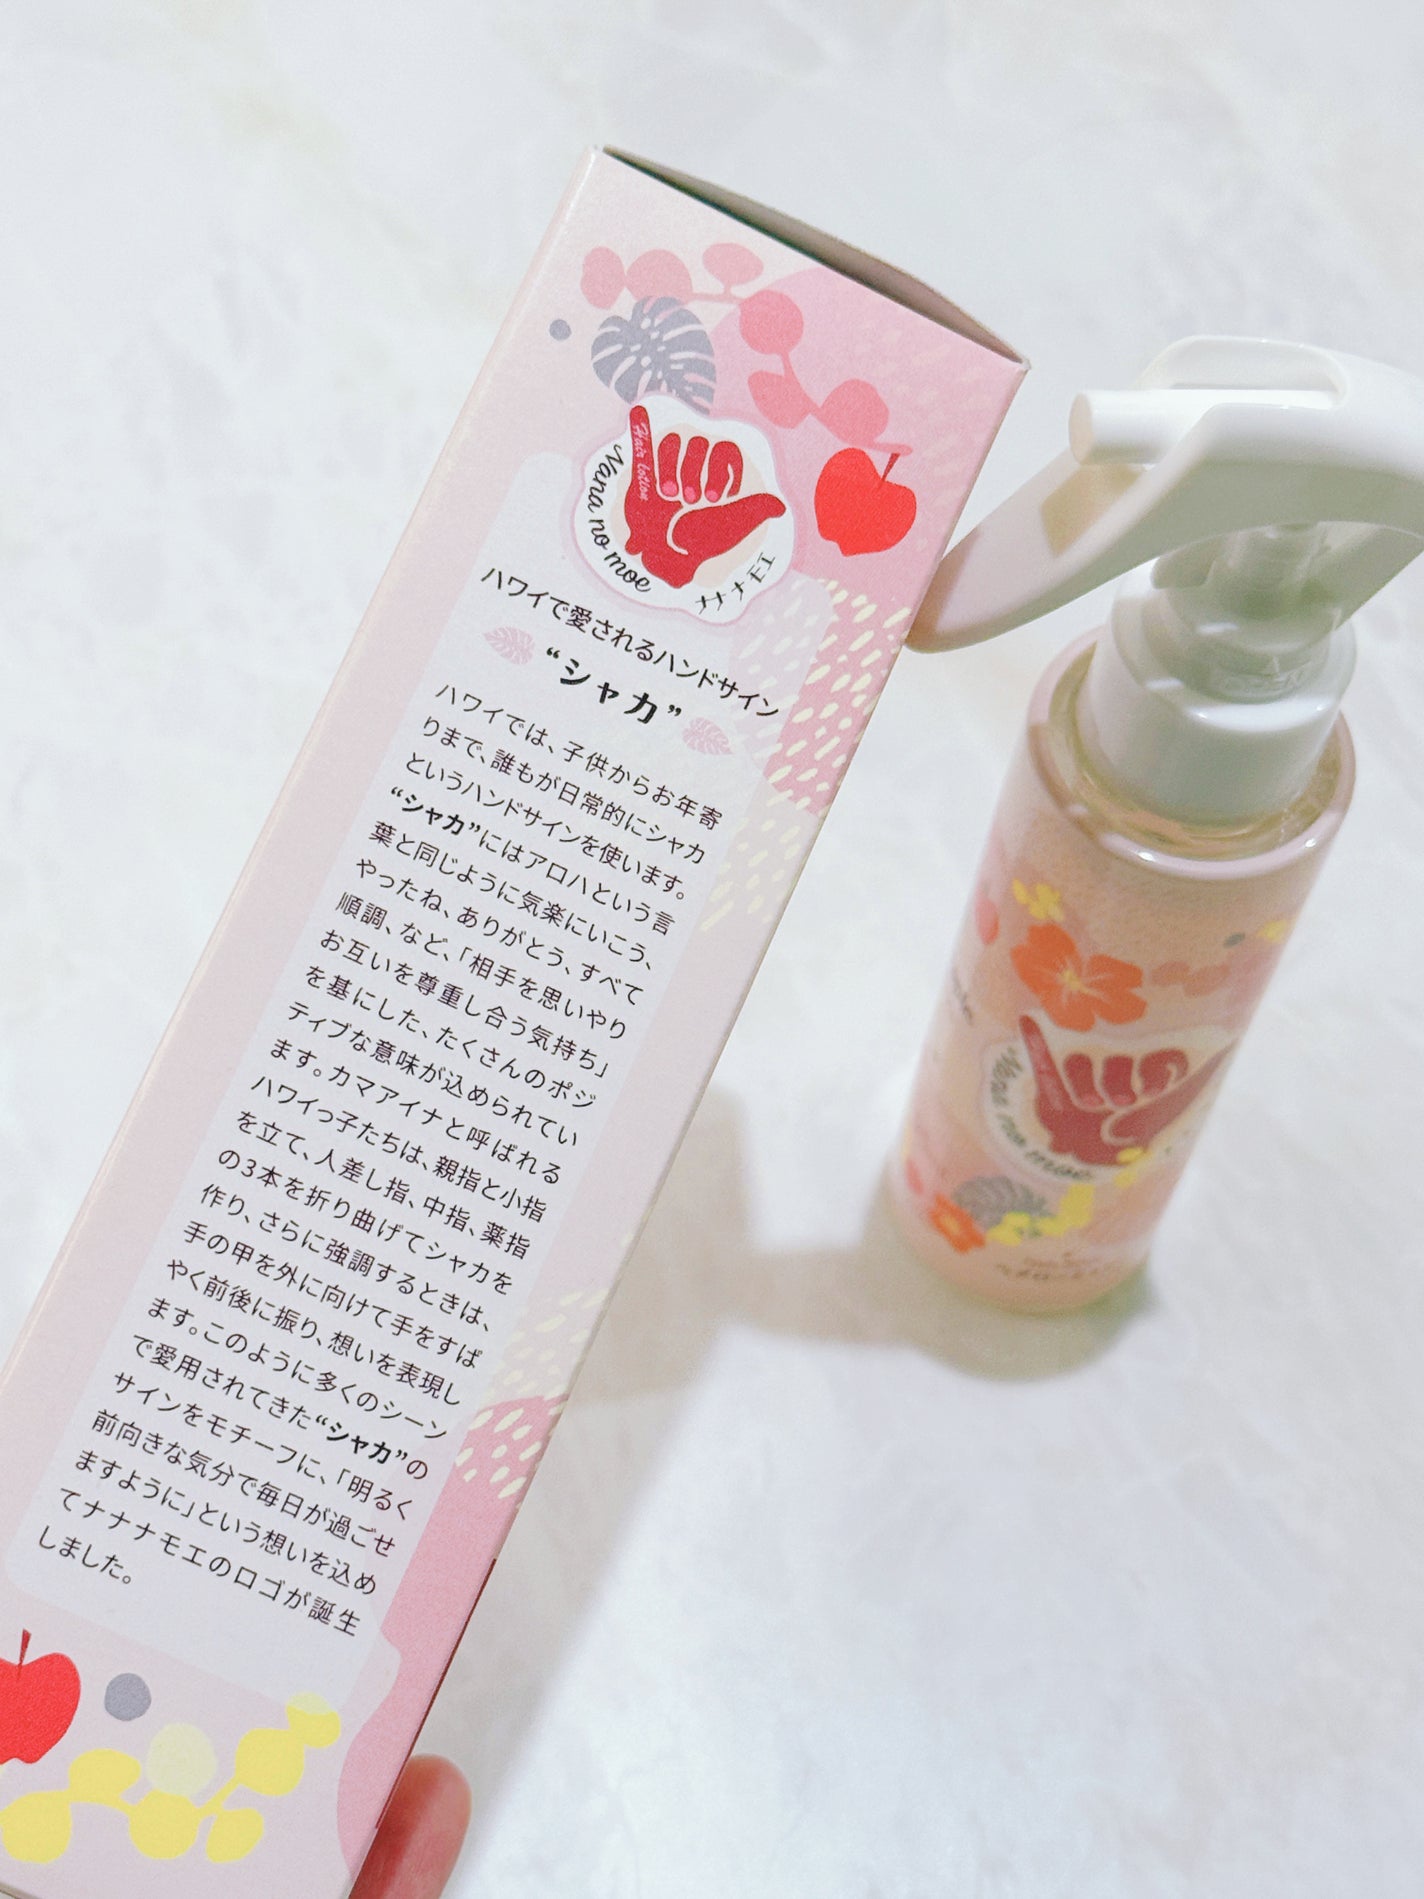 Hair lotion
Nana no moe
ナナナモエ
ハワイで愛されるハンドサイン
“シャカ”
ハワイでは、子供からお年寄
りまで、誰もが日常的にシャカ
というハンドサインを使います。
“シャカ”にはアロハという言
葉と同じように気楽にいこう、
やったね、ありがとう、すべて
順調、など、「相手を思いやり
お互いを尊重し合う気持ち」
を基にした、たくさんのポジ
ティブな意味が込められてい
ます。カマアイナと呼ばれる
ハワイっ子たちは、親指と小指
を立て、人差し指、中指、薬指
の3本を折り曲げてシャカを
作り、さらに強調するときは、
手の甲を外に向けて手をすば
やく前後に振り、想いを表現し
ます。このように多くのシーン
で愛用されてきた“シャカ”の
サインをモチーフに、「明るく
前向きな気分で毎日が過ごせ
ますように」という想いを込め
てナナナモエのロゴが誕生
しました。
Nana no moe